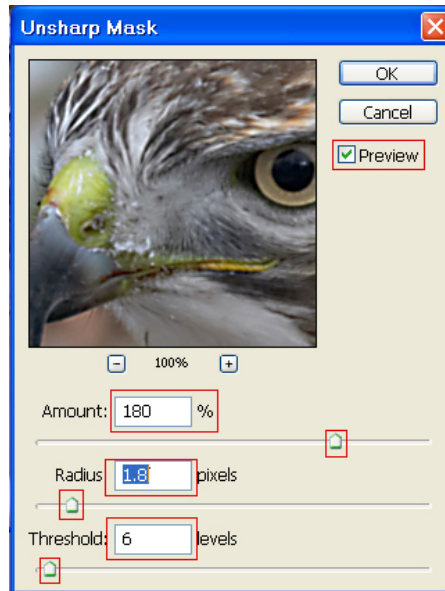 Unsharp Mask
OK
Cancel
Preview
100%
Amount: 180 %
Radius 1.8 pixels
Threshold: 6 levels